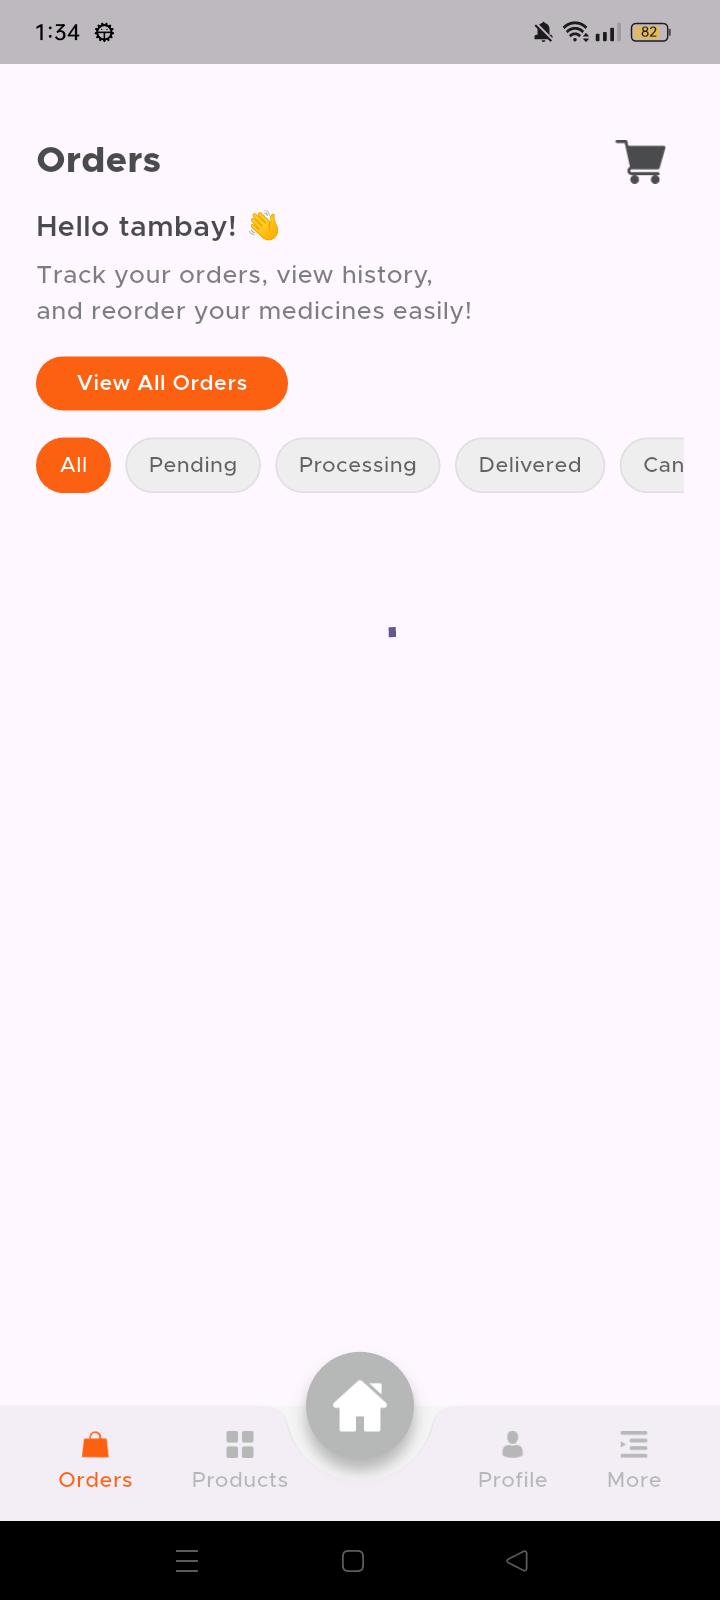 1:34
82
Orders
Hello tambay! 👋
Track your orders, view history,
and reorder your medicines easily!
View All Orders
All
Pending
Processing
Delivered
Can
Orders
Products
Profile
More